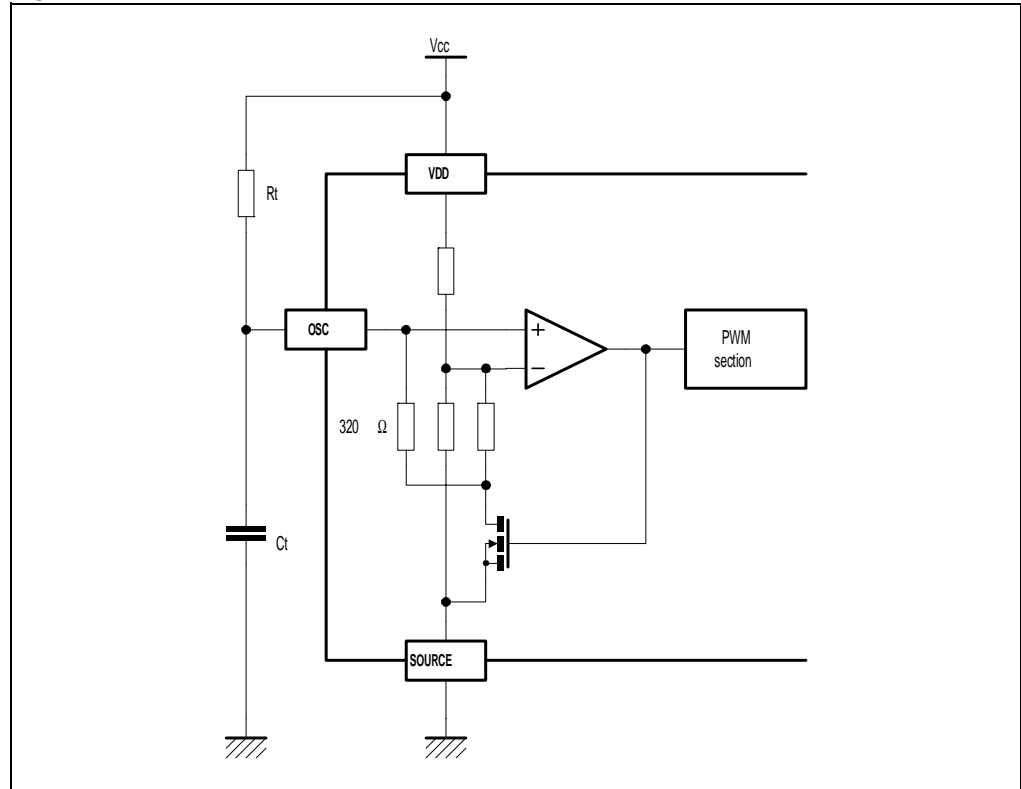 Vcc
VDD
Rt
OSC
+
PWM
section
−
320 Ω
Ct
SOURCE